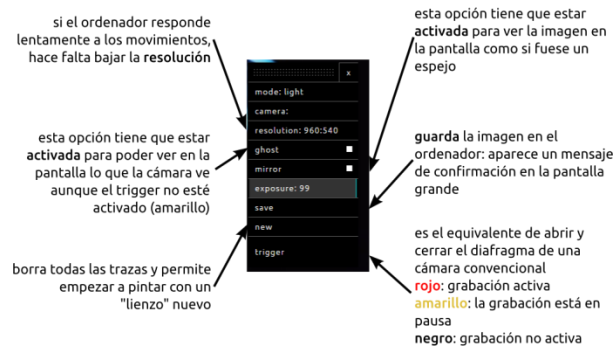 si el ordenador responde
lentamente a los movimientos,
hace falta bajar la resolución
esta opción tiene que estar
activada para poder ver en la
pantalla lo que la cámara ve
aunque el trigger no esté
activado (amarillo)
borra todas las trazas y permite
empezar a pintar con un
"lienzo" nuevo
x
mode: light
camera:
resolution: 960:540
ghost
mirror
exposure: 99
save
new
trigger
esta opción tiene que estar
activada para ver la imagen en
la pantalla como si fuese un
espejo
guarda la imagen en el
ordenador: aparece un mensaje
de confirmación en la pantalla
grande
es el equivalente de abrir y
cerrar el diafragma de una
cámara convencional
rojo: grabación activa
amarillo: la grabación está en
pausa
negro: grabación no activa